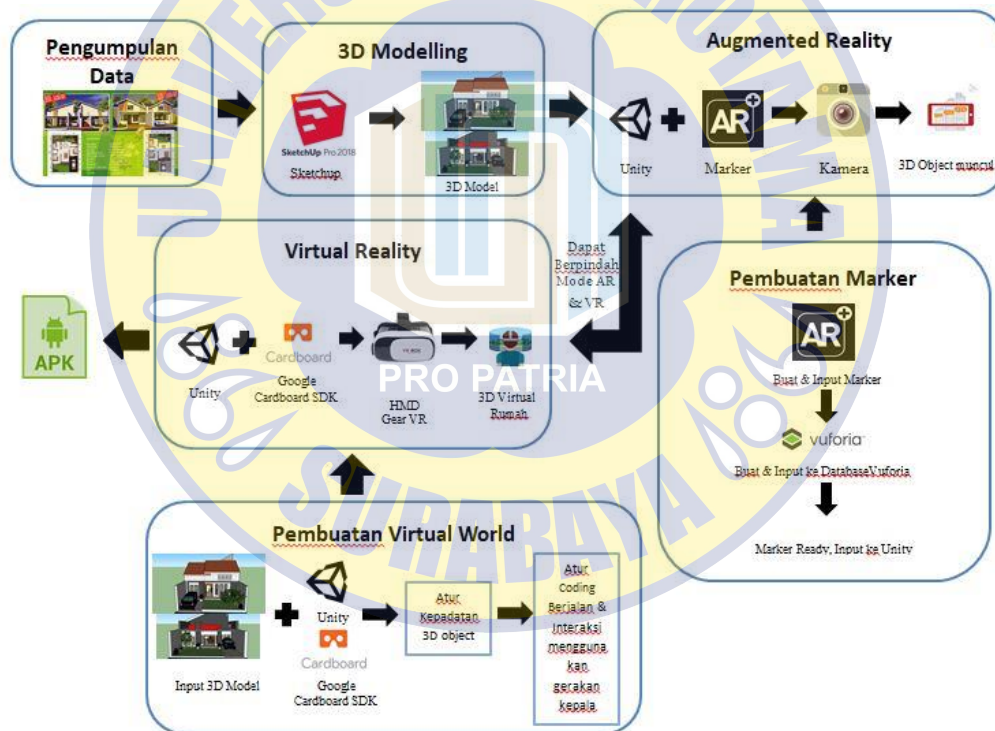 Pengumpulan
Data
3D Modelling
SketchUp Pro 2018
Sketchup
3D Model
Augmented Reality
AR
Unity
Marker
Kamera
3D Object muncul
Virtual Reality
Dapat
Berpindah
Mode AR
& VR
APK
Unity
Cardboard
Google
Cardboard SDK
HMD
Gear VR
3D Virtual
Rumah
Pembuatan Marker
AR
Buat & Input Marker
vuforia
Buat & Input ke DatabaseVuforia
Marker Ready, Input ke Unity
Pembuatan Virtual World
Input 3D Model
Unity
Cardboard
Google
Cardboard SDK
Atur
Kepadatan
3D object
Atur
Coding
Berjalan &
Interaksi
mengguna
kan
gerakan
kepala
PRO PATRIA
SURABAYA